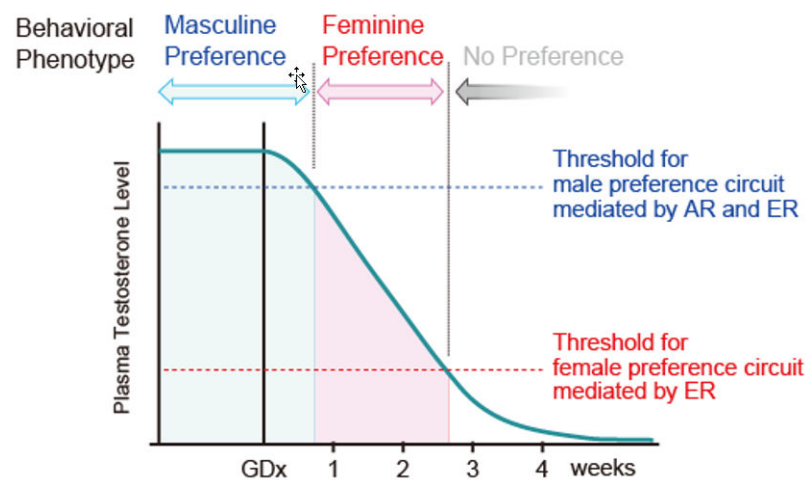 Behavioral
Phenotype
Masculine
Preference
Feminine
Preference
No Preference
Plasma Testosterone Level
Threshold for
male preference circuit
mediated by AR and ER
Threshold for
female preference circuit
mediated by ER
GDx 1 2 3 4 weeks